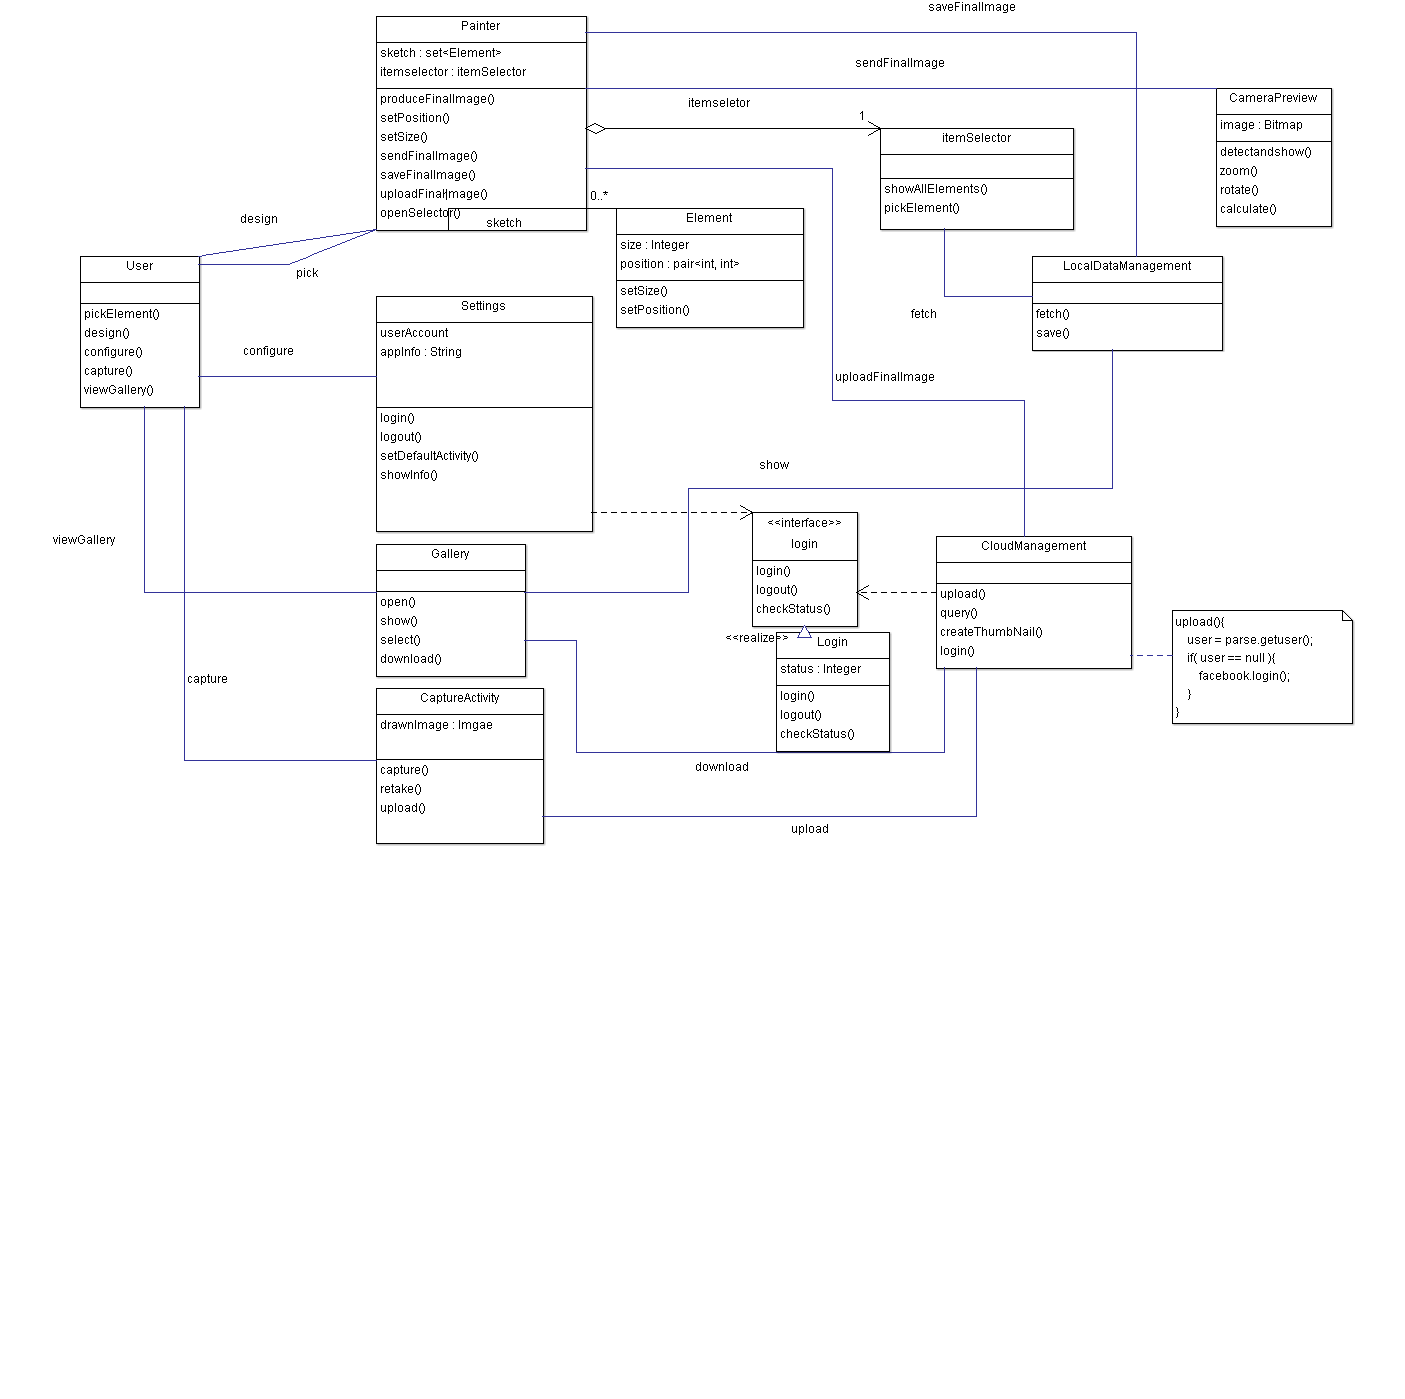 saveFinalImage
Painter
sketch : set<Element>
itemselector : itemSelector
produceFinalImage()
setPosition()
setSize()
sendFinalImage()
saveFinalImage()
uploadFinalImage()
openSelector()
sendFinalImage
CameraPreview
image : Bitmap
detectandshow()
zoom()
rotate()
calculate()
itemseletor
1
itemSelector
showAllElements()
pickElement()
0..*
sketch
Element
size : Integer
position : pair<int, int>
setSize()
setPosition()
design
pick
User
pickElement()
design()
configure()
capture()
viewGallery()
LocalDataManagement
fetch()
save()
fetch
Settings
userAccount
appInfo : String
login()
logout()
setDefaultActivity()
showInfo()
configure
uploadFinalImage
show
<<interface>>
login
login()
logout()
checkStatus()
viewGallery
Gallery
open()
show()
select()
download()
CloudManagement
upload()
query()
createThumbNail()
login()
upload(){
user = parse.getuser();
if( user == null ){
facebook.login();
}
}
<<realize>>
Login
status : Integer
login()
logout()
checkStatus()
capture
CaptureActivity
drawnImage : Imgae
capture()
retake()
upload()
download
upload